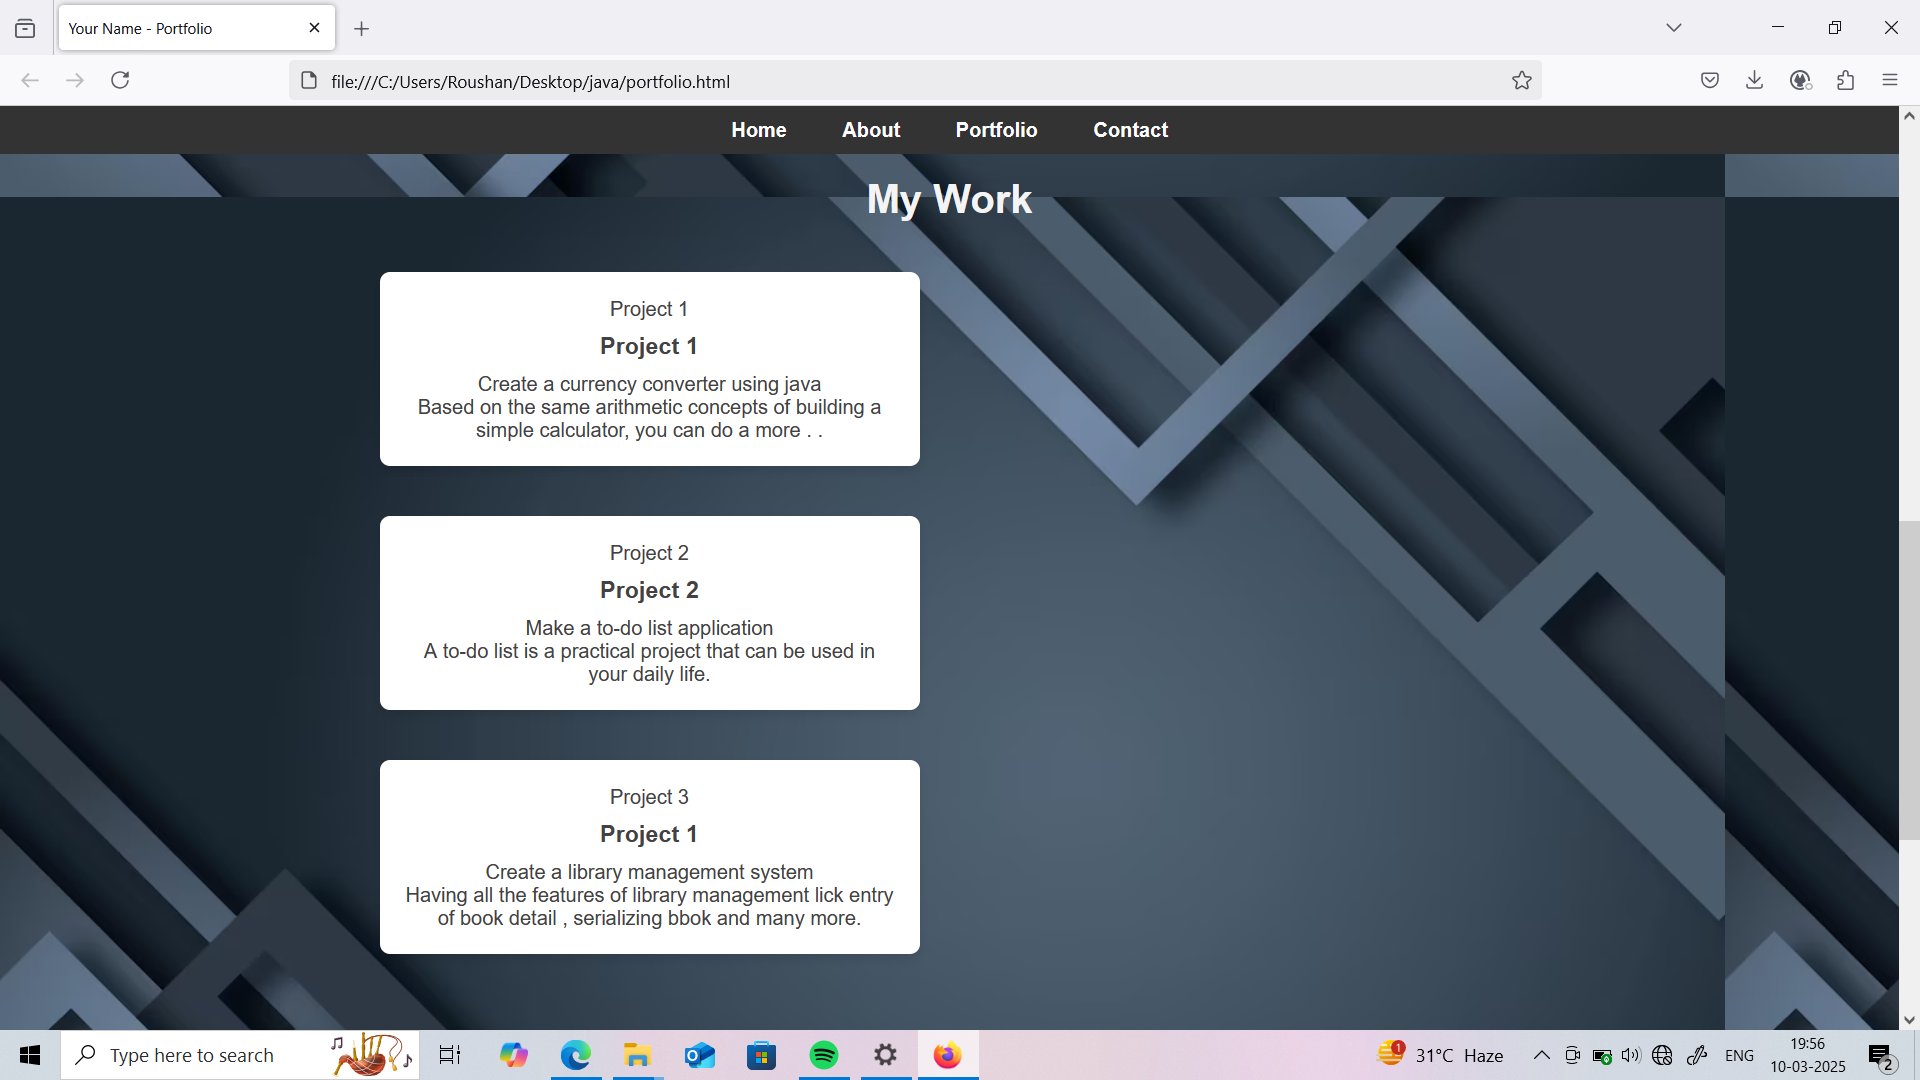 Your Name - Portfolio
file:///C:/Users/Roushan/Desktop/java/portfolio.html
Home About Portfolio Contact
My Work
Project 1
Project 1
Create a currency converter using java
Based on the same arithmetic concepts of building a
simple calculator, you can do a more . .
Project 2
Project 2
Make a to-do list application
A to-do list is a practical project that can be used in
your daily life.
Project 3
Project 1
Create a library management system
Having all the features of library management lick entry
of book detail , serializing bbok and many more.
Type here to search
1
31°C Haze
ENG
19:56
10-03-2025
2